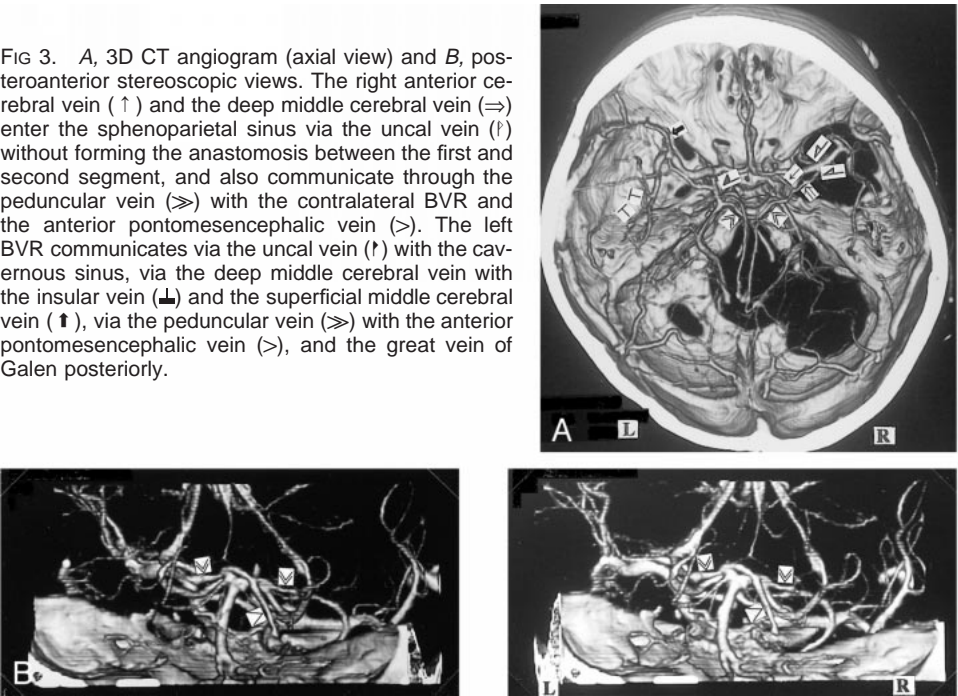 FIG 3. A, 3D CT angiogram (axial view) and B, pos-
teroanterior stereoscopic views. The right anterior ce-
rebral vein (↑) and the deep middle cerebral vein (⇒)
enter the sphenoparietal sinus via the uncal vein (↾)
without forming the anastomosis between the first and
second segment, and also communicate through the
peduncular vein (≫) with the contralateral BVR and
the anterior pontomesencephalic vein (>). The left
BVR communicates via the uncal vein (↾) with the cav-
ernous sinus, via the deep middle cerebral vein with
the insular vein (⊥) and the superficial middle cerebral
vein (⬆), via the peduncular vein (≫) with the anterior
pontomesencephalic vein (>), and the great vein of
Galen posteriorly.
A L R
B
L R